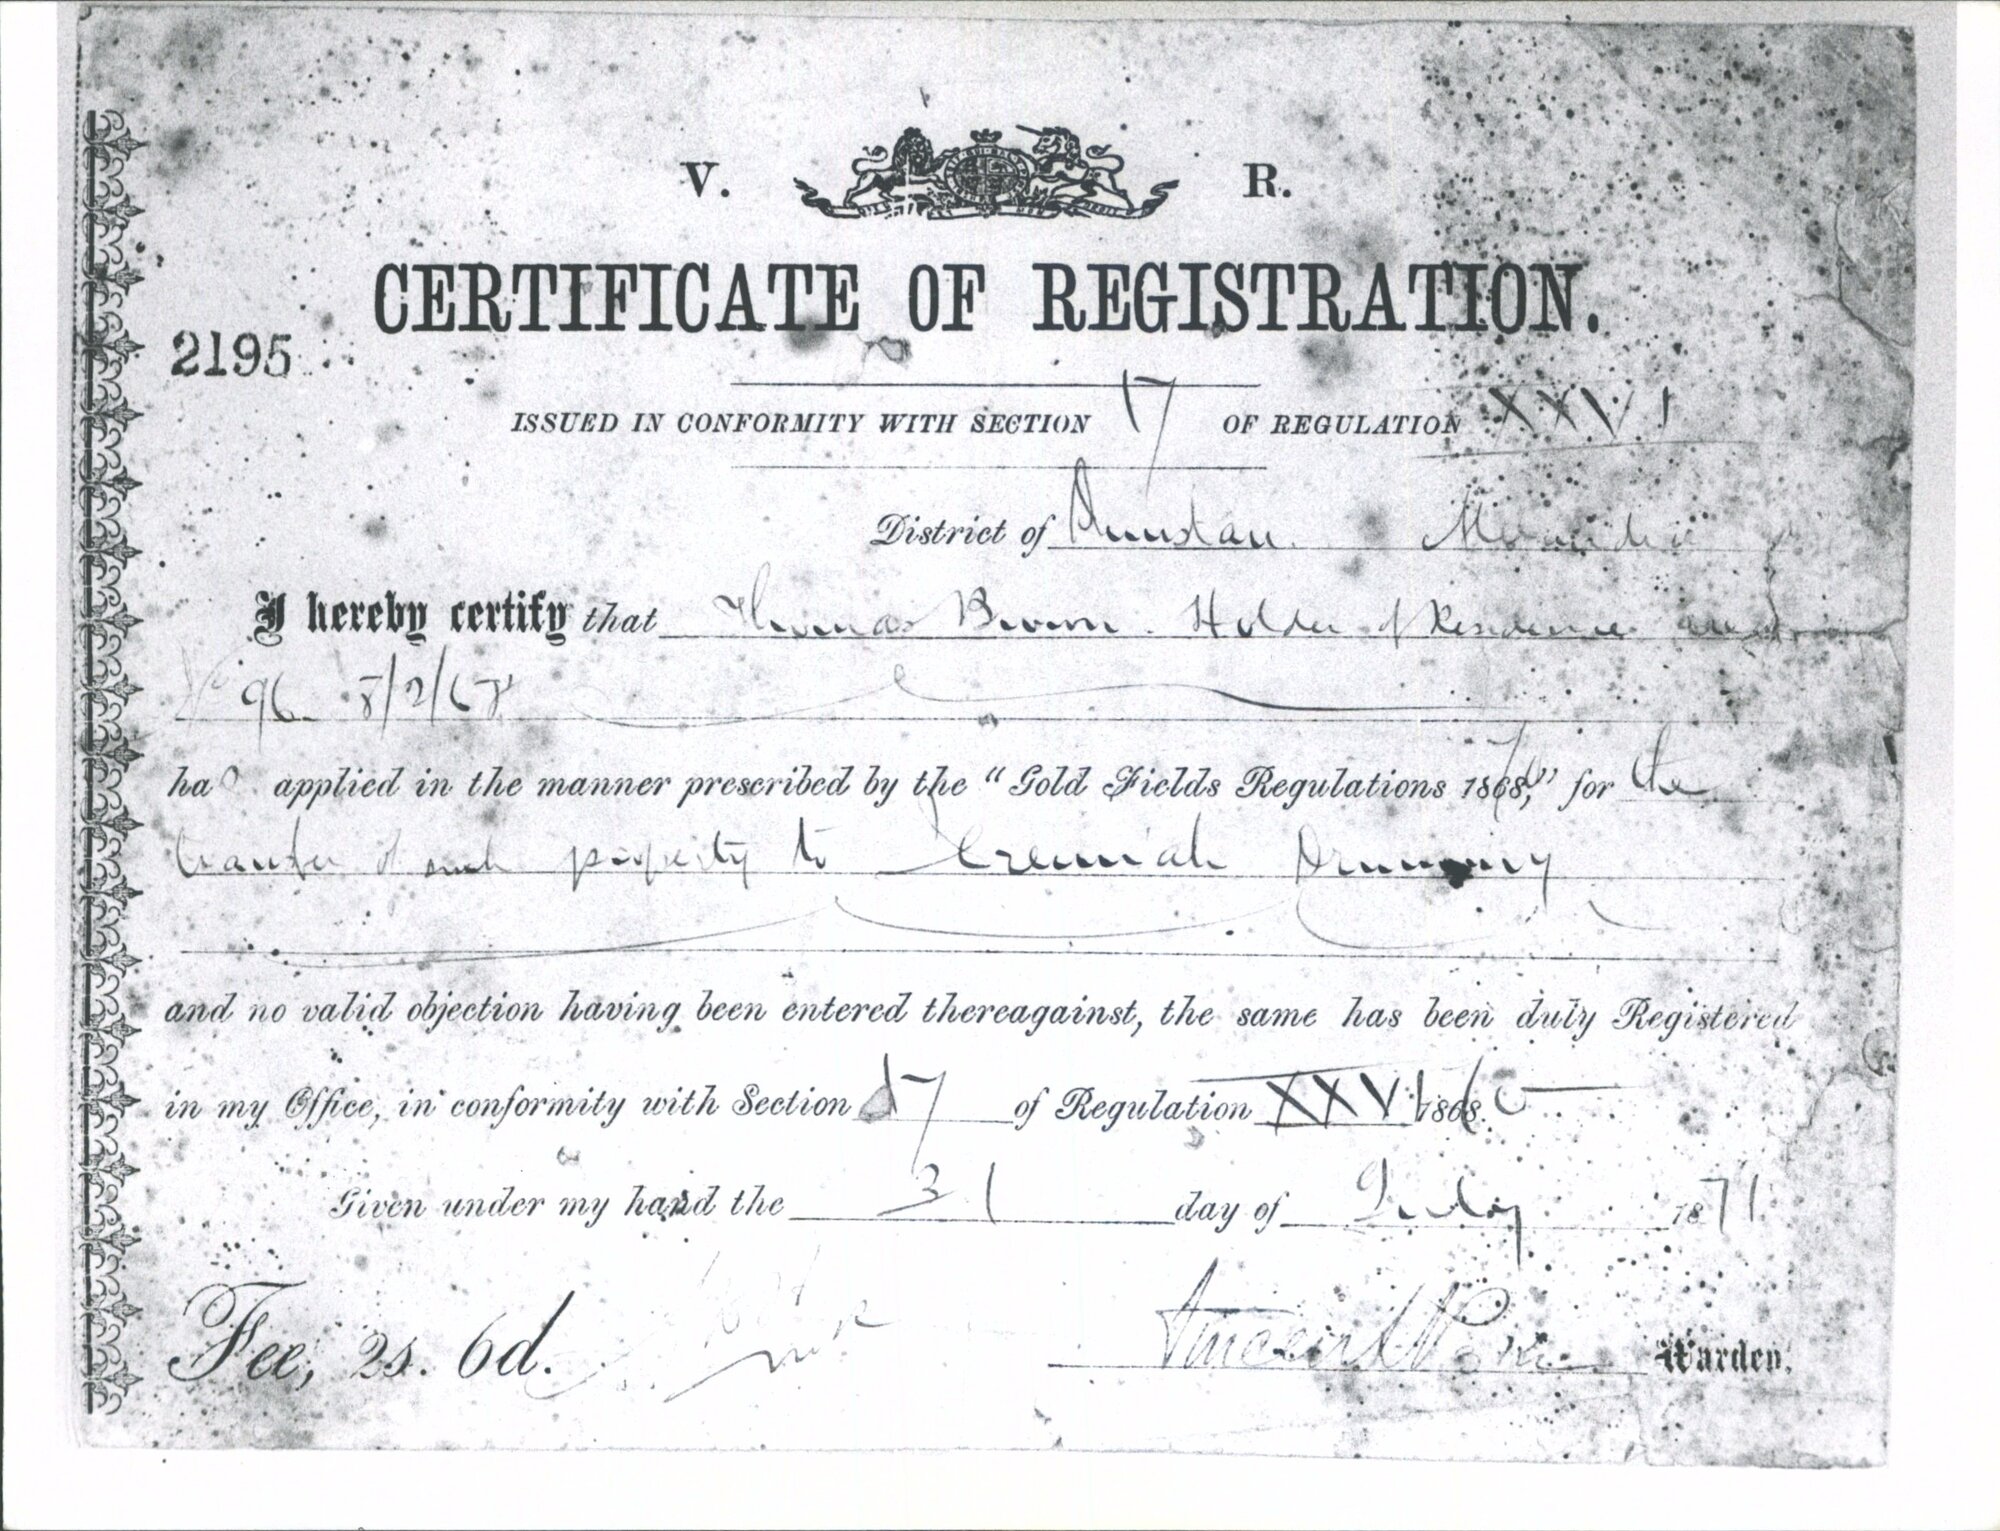 V. R.
CERTIFICATE OF REGISTRATION.
2195
ISSUED IN CONFORMITY WITH SECTION 17 OF REGULATION XXVI
District of Dunstan.
I hereby certify that Thomas Brown. Holder of Residence
No 96 8/2/68
has applied in the manner prescribed by the "Gold Fields Regulations 1868," for the
transfer of such property to Jeremiah Drummy
and no valid objection having been entered thereagainst, the same has been duly Registered
in my Office, in conformity with Section 17 of Regulation XXVI 1868.
Given under my hand the 31 day of July 1871
Fee, 2s. 6d.
Vincent Pyke Warden.